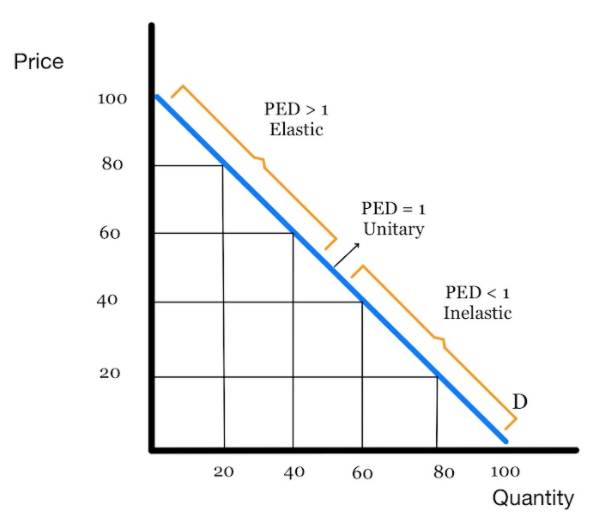 Price
100
PED > 1
Elastic
80
PED = 1
Unitary
60
PED < 1
Inelastic
40
20
D
20 40 60 80 100
Quantity